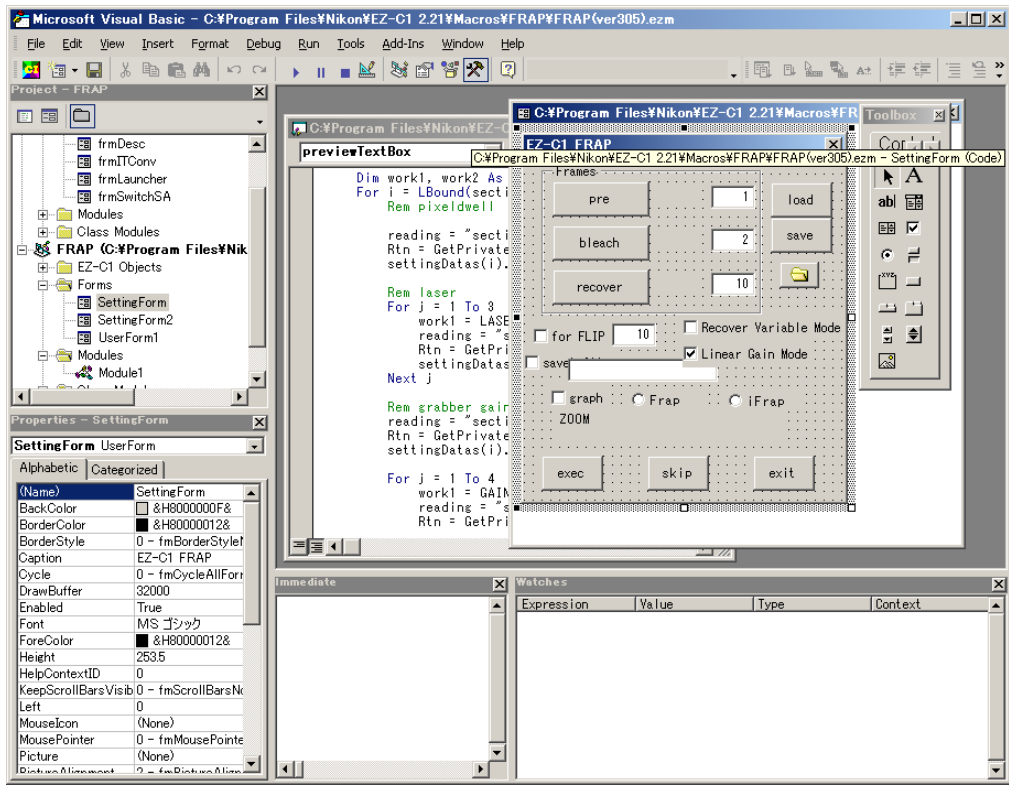 Microsoft Visual Basic - C:¥Program Files¥Nikon¥EZ-C1 2.21¥Macros¥FRAP¥FRAP(ver305).ezm
File Edit View Insert Format Debug Run Tools Add-Ins Window Help
Project - FRAP
frmDesc
frmITConv
frmLauncher
frmSwitchSA
Modules
Class Modules
FRAP (C:¥Program Files¥Nik
EZ-C1 Objects
Forms
SettingForm
SettingForm2
UserForm1
Modules
Module1
Properties - SettingForm
SettingForm UserForm
Alphabetic Categorized
(Name) SettingForm
BackColor &H8000000F&
BorderColor &H80000012&
BorderStyle 0 - fmBorderStyleN
Caption EZ-C1 FRAP
Cycle 0 - fmCycleAllForr
DrawBuffer 32000
Enabled True
Font MS ゴシック
ForeColor &H80000012&
Height 253.5
HelpContextID 0
KeepScrollBarsVisib 0 - fmScrollBarsNo
Left 0
MouseIcon (None)
MousePointer 0 - fmMousePointe
Picture (None)
PictureAlignment 2 - fmPictureAlign
C:¥Program Files¥Nikon¥EZ-C
previewTextBox
Dim work1, work2 As
For i = LBound(secti
Rem pixeldwell
reading = "secti
Rtn = GetPrivate
settingDatas(i).
Rem laser
For j = 1 To 3
work1 = LASE
reading = "s
Rtn = GetPri
settingDatas
Next j
Rem grabber gain
reading = "secti
Rtn = GetPrivate
settingDatas(i).
For j = 1 To 4
work1 = GAIN
reading = "s
Rtn = GetPri
C:¥Program Files¥Nikon¥EZ-C1 2.21¥Macros¥FR
EZ-C1 FRAP
C:¥Program Files¥Nikon¥EZ-C1 2.21¥Macros¥FRAP¥FRAP(ver305).ezm - SettingForm (Code)
Frames
pre 1 load
bleach 2 save
recover 10
for FLIP 10 Recover Variable Mode
save Linear Gain Mode
graph Frap iFrap
ZOOM
exec skip exit
Toolbox
Controls
A
ab|
xyz
Immediate
Watches
Expression Value Type Context